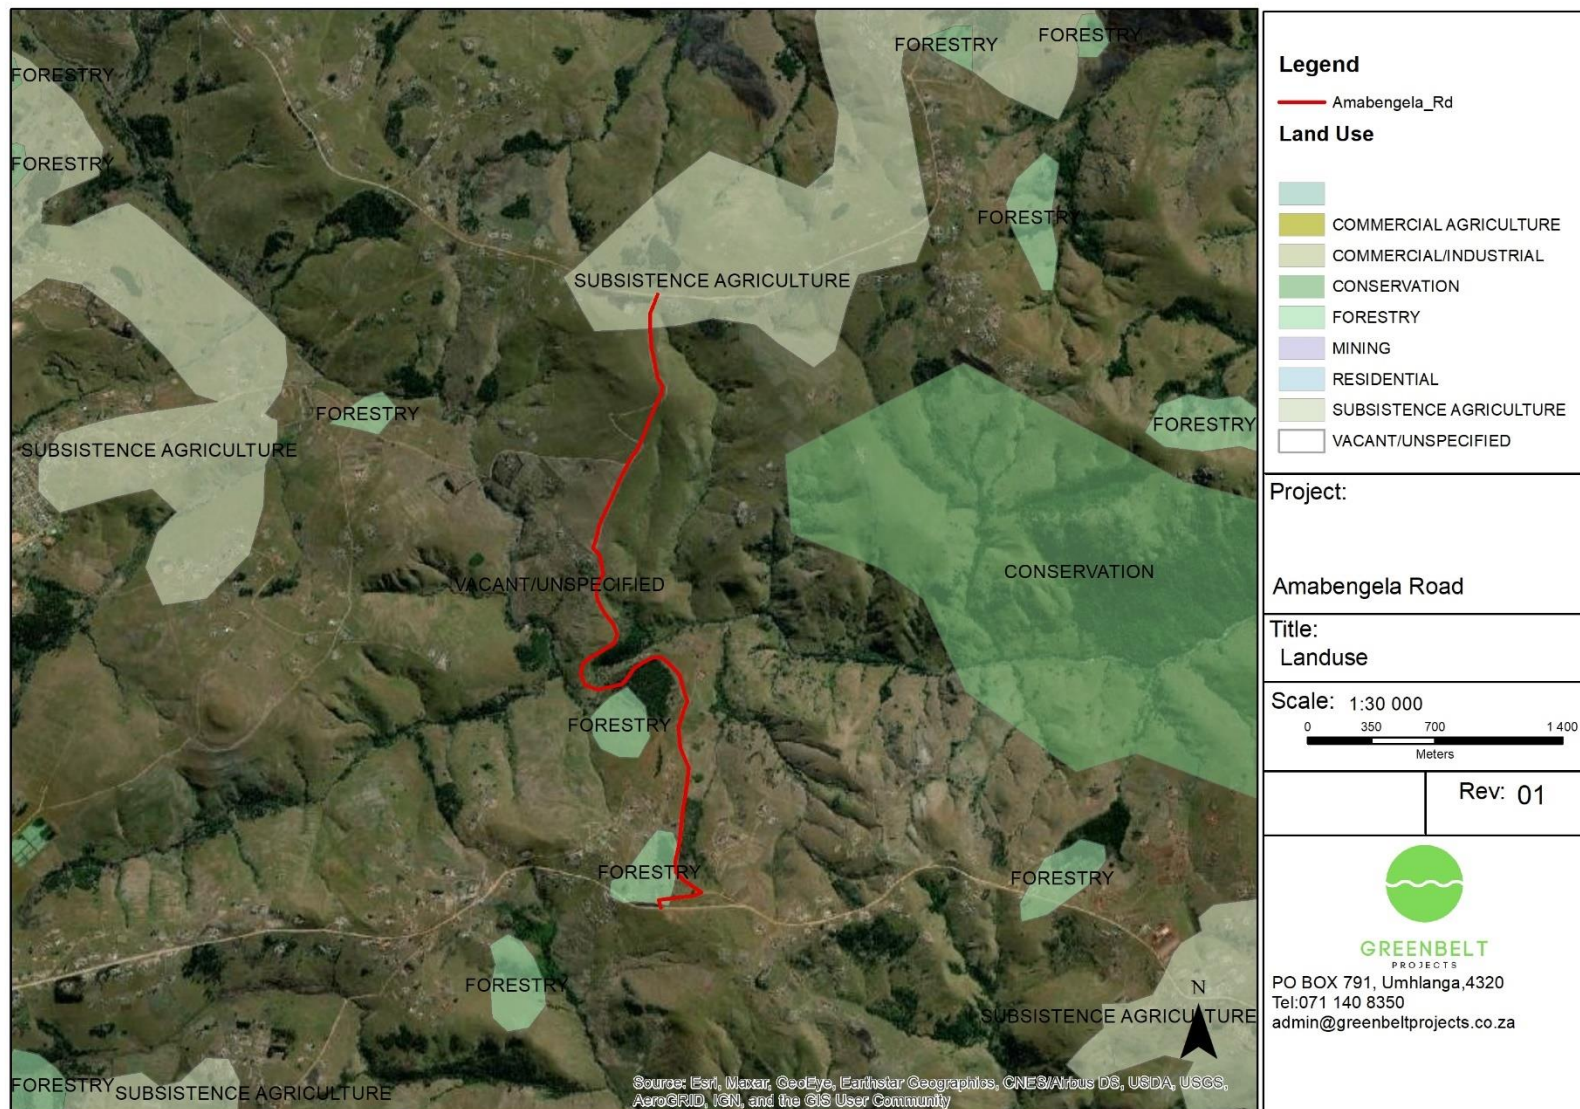 FORESTRY
FORESTRY
FORESTRY
FORESTRY
FORESTRY
SUBSISTENCE AGRICULTURE
FORESTRY
FORESTRY
SUBSISTENCE AGRICULTURE
CONSERVATION
VACANT/UNSPECIFIED
FORESTRY
FORESTRY
FORESTRY
FORESTRY
SUBSISTENCE AGRICULTURE
FORESTRY
SUBSISTENCE AGRICULTURE
N
Source: Esri, Maxar, GeoEye, Earthstar Geographics, CNES/Airbus DS, USDA, USGS,
AeroGRID, IGN, and the GIS User Community
Legend
Amabengela_Rd
Land Use
COMMERCIAL AGRICULTURE
COMMERCIAL/INDUSTRIAL
CONSERVATION
FORESTRY
MINING
RESIDENTIAL
SUBSISTENCE AGRICULTURE
VACANT/UNSPECIFIED
Project:
Amabengela Road
Title:
Landuse
Scale: 1:30 000
0 350 700 1 400
Meters
Rev: 01
GREENBELT
PROJECTS
PO BOX 791, Umhlanga,4320
Tel:071 140 8350
admin@greenbeltprojects.co.za